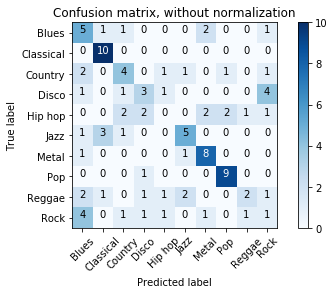 Confusion matrix, without normalization
Blues 5 1 1 0 0 0 2 0 0 1
Classical 0 10 0 0 0 0 0 0 0 0
Country 2 0 4 0 1 1 0 1 0 1
Disco 1 0 1 3 1 0 0 0 0 4
Hip hop 0 0 2 2 0 0 2 2 1 1
Jazz 1 3 1 0 0 5 0 0 0 0
Metal 1 0 0 0 0 1 8 0 0 0
Pop 0 0 0 1 0 0 0 9 0 0
Reggae 2 1 0 1 1 2 0 0 2 1
Rock 4 0 1 1 1 0 1 0 1 1
Blues Classical Country Disco Hip hop Jazz Metal Pop Reggae Rock
Predicted label
True label
10
8
6
4
2
0